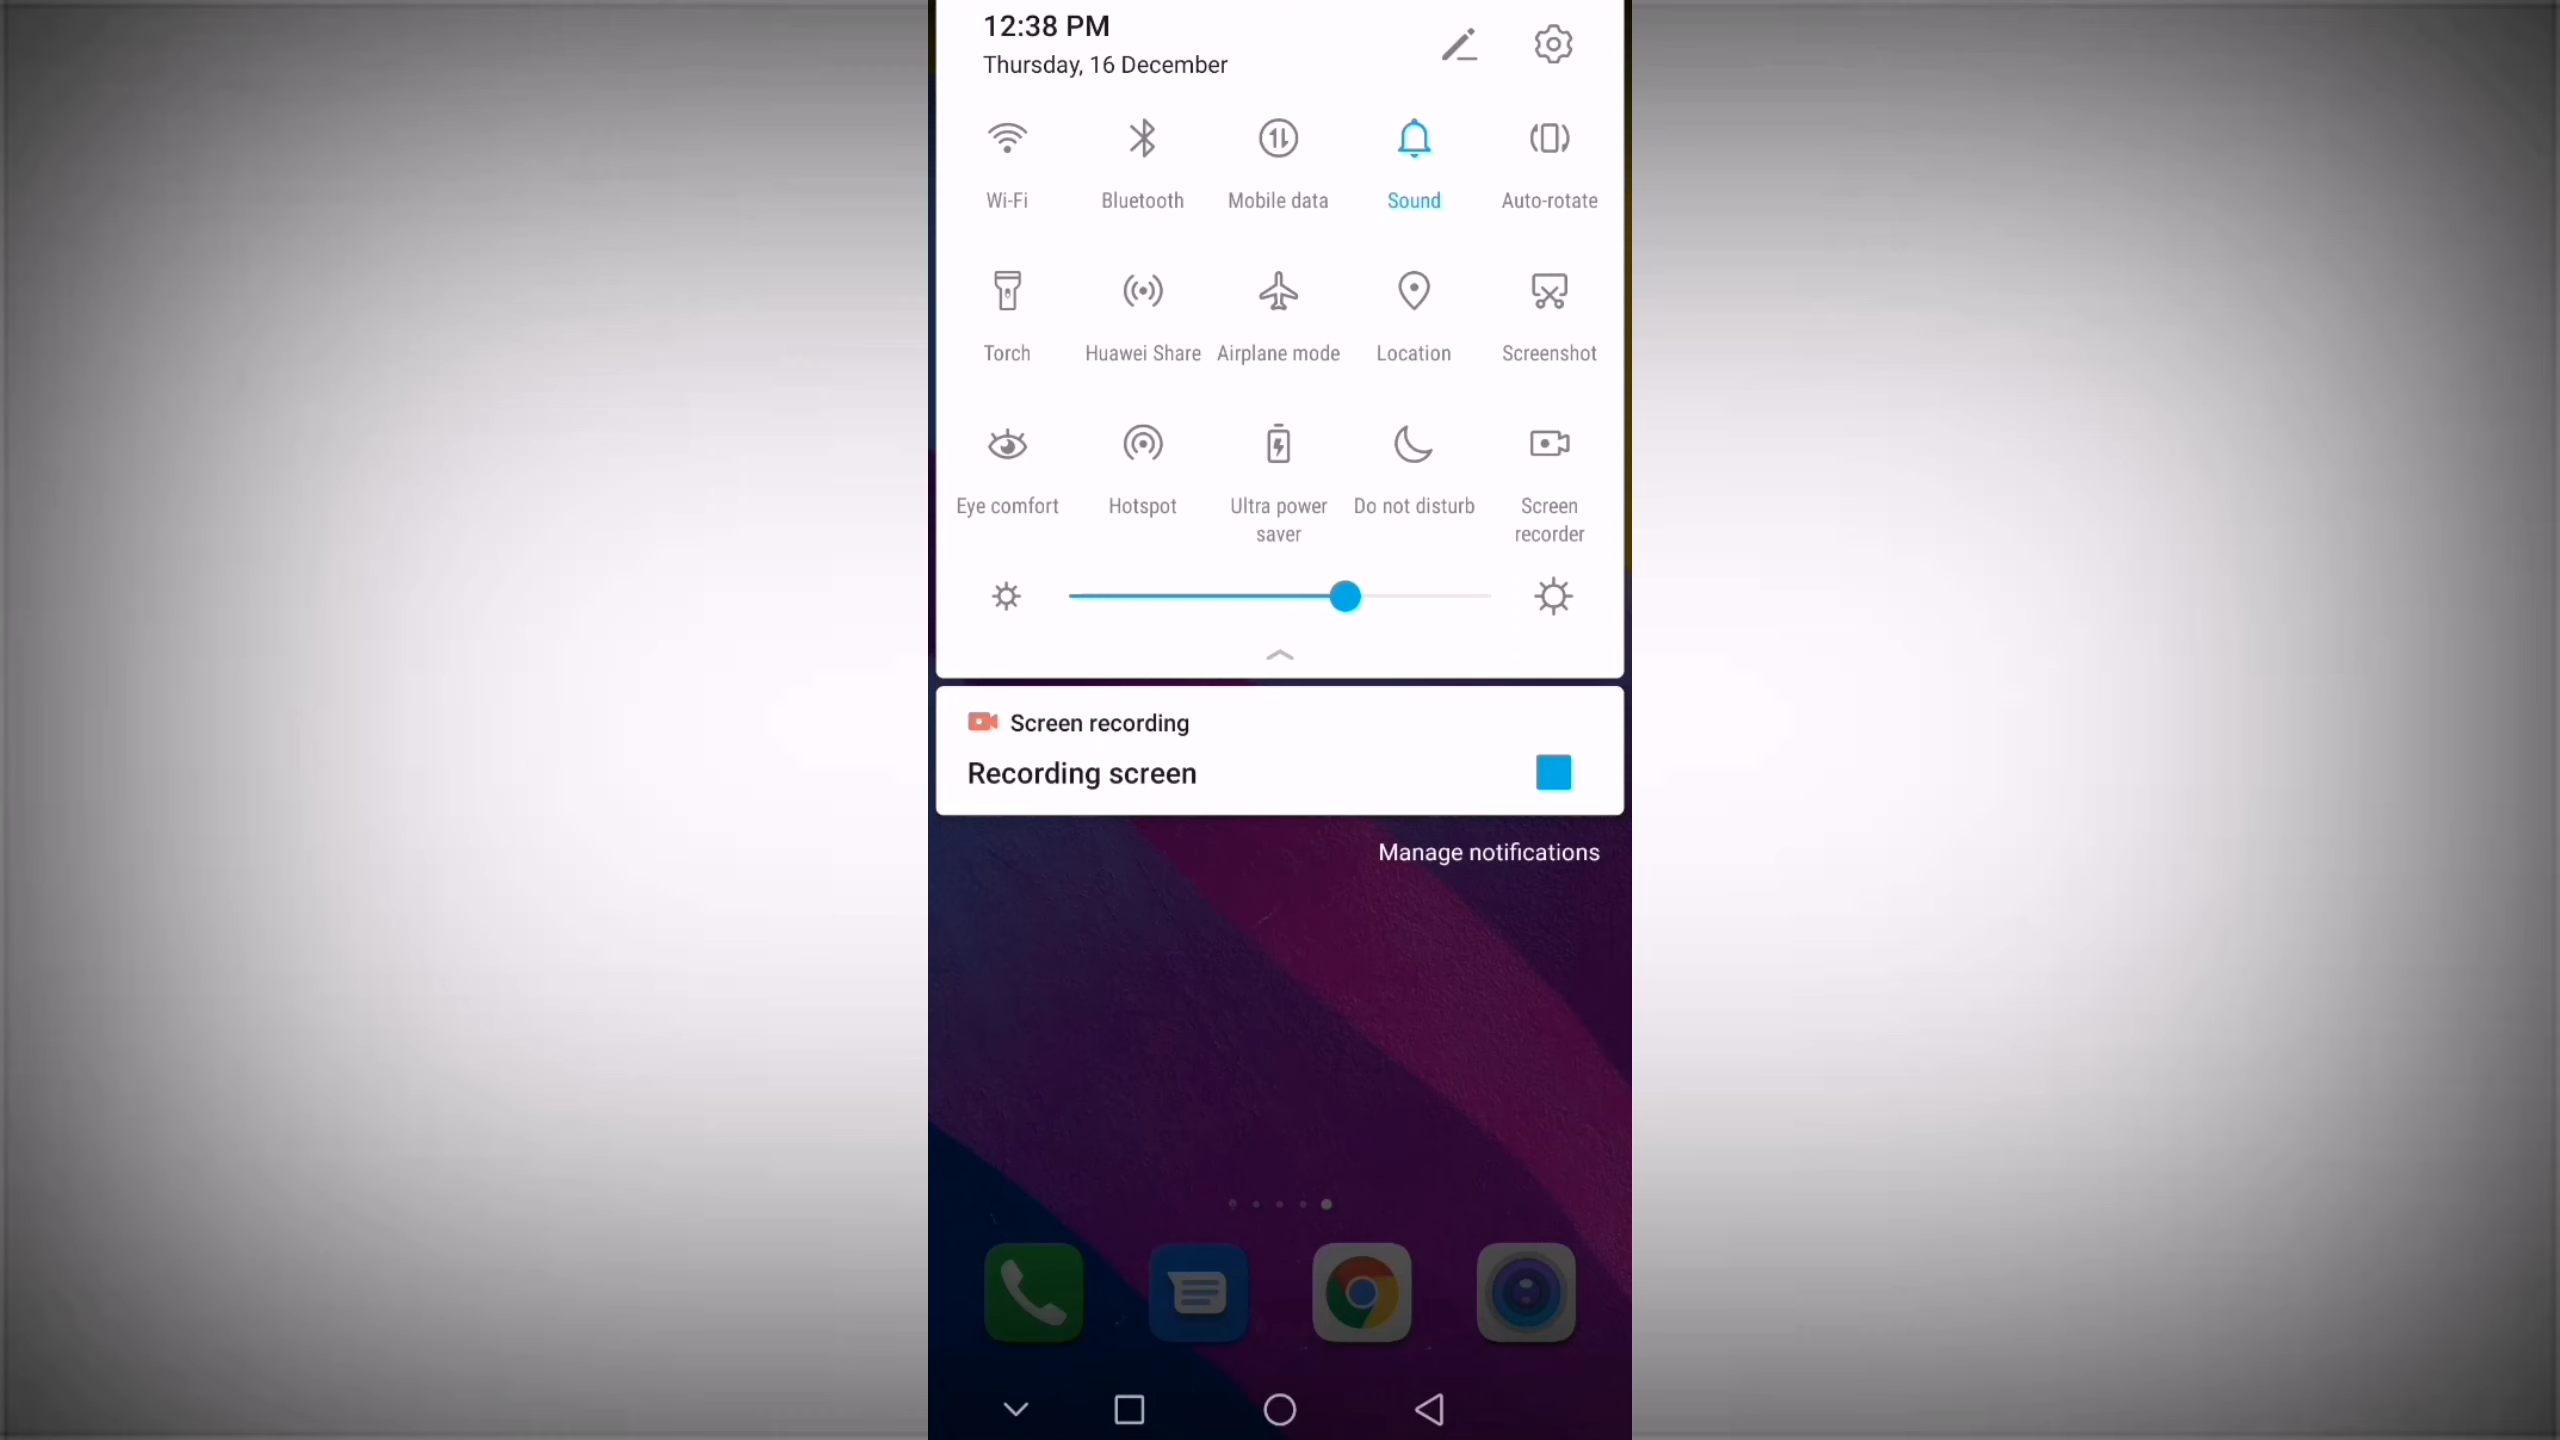 12:38 PM
Thursday, 16 December
Wi-Fi
Bluetooth
Mobile data
Sound
Auto-rotate
Torch
Huawei Share
Airplane mode
Location
Screenshot
Eye comfort
Hotspot
Ultra power
saver
Do not disturb
Screen
recorder
Screen recording
Recording screen
Manage notifications